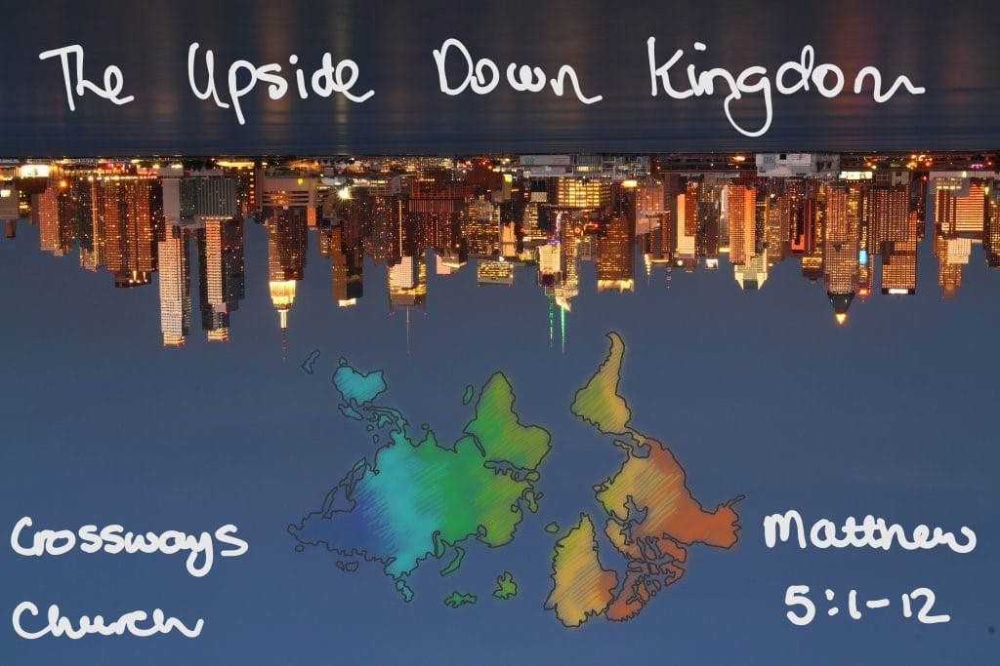 The Upside Down Kingdom
Crossways
Church
Matthew
5:1-12